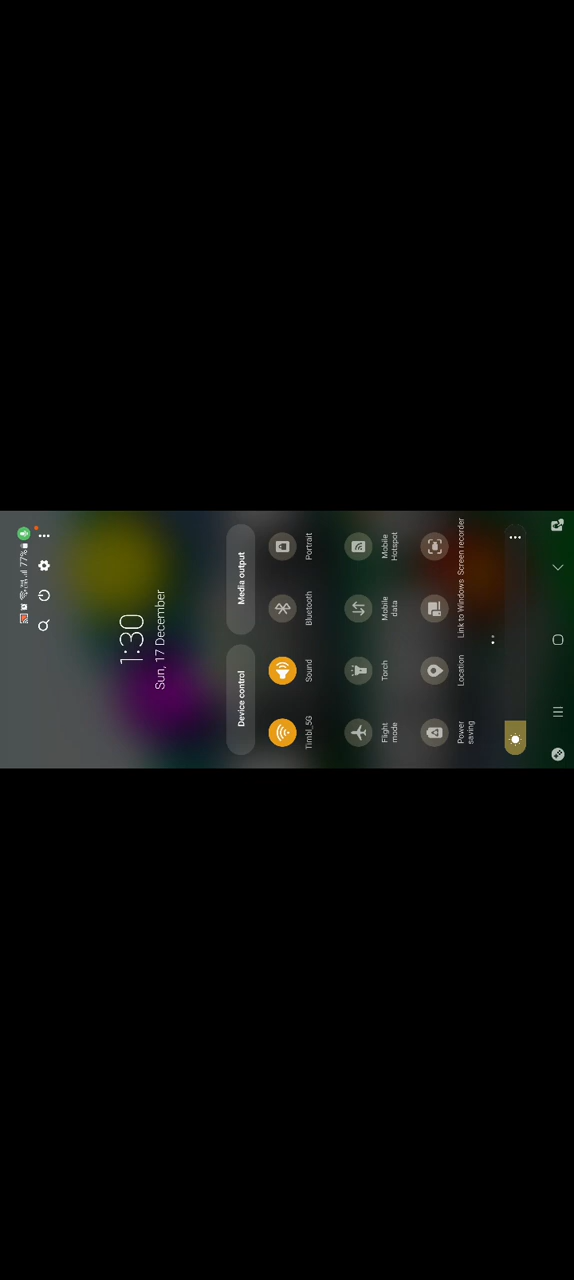 77%
1:30
Sun, 17 December
Device control
Media output
Timbl_5G
Sound
Bluetooth
Portrait
Flight
mode
Torch
Mobile
data
Mobile
Hotspot
Power
saving
Location
Link to Windows
Screen recorder